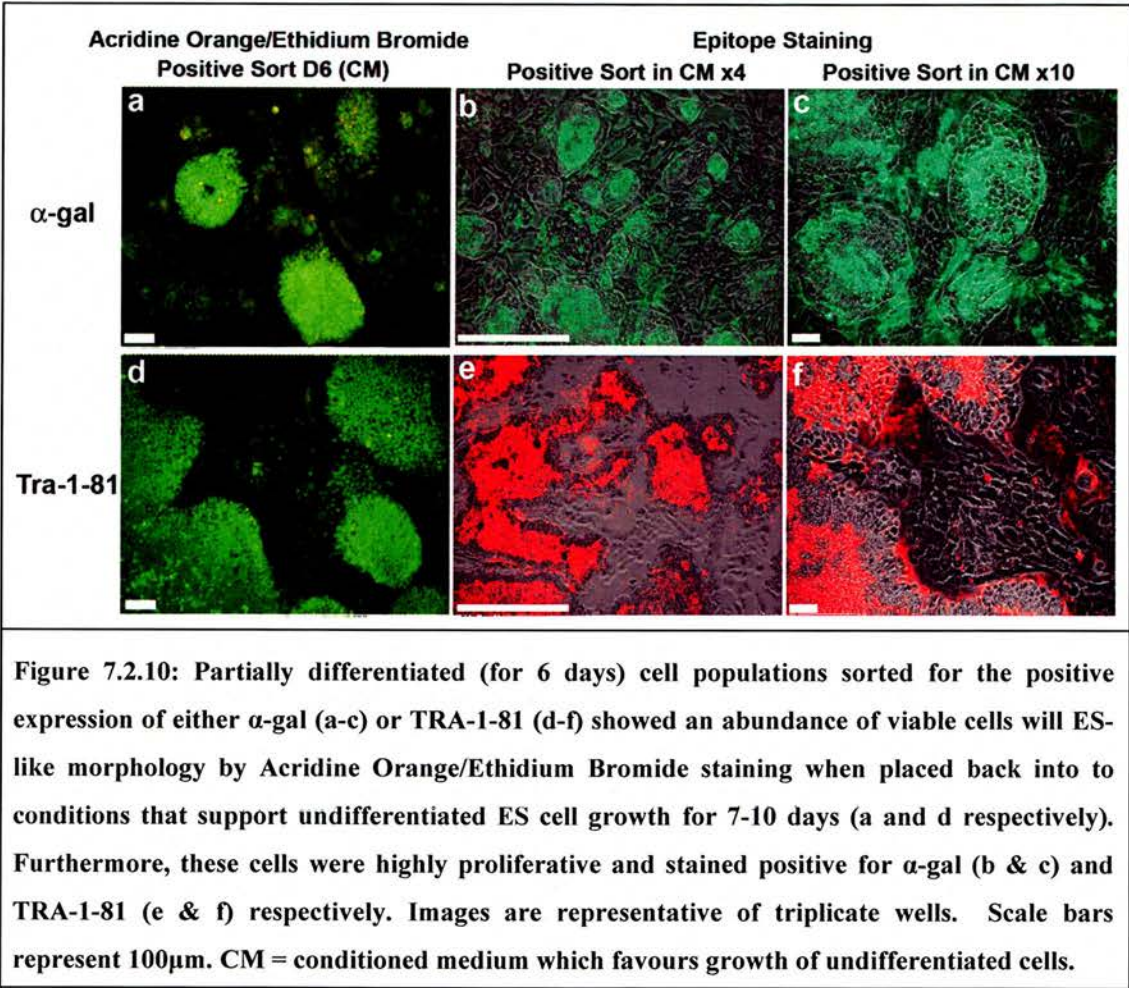 Acridine Orange/Ethidium Bromide
Positive Sort D6 (CM)
Epitope Staining
Positive Sort in CM x4
Positive Sort in CM x10
α-gal
a
b
c
Tra-1-81
d
e
f
Figure 7.2.10: Partially differentiated (for 6 days) cell populations sorted for the positive
expression of either α-gal (a-c) or TRA-1-81 (d-f) showed an abundance of viable cells will ES-
like morphology by Acridine Orange/Ethidium Bromide staining when placed back into to
conditions that support undifferentiated ES cell growth for 7-10 days (a and d respectively).
Furthermore, these cells were highly proliferative and stained positive for α-gal (b & c) and
TRA-1-81 (e & f) respectively. Images are representative of triplicate wells. Scale bars
represent 100µm. CM = conditioned medium which favours growth of undifferentiated cells.